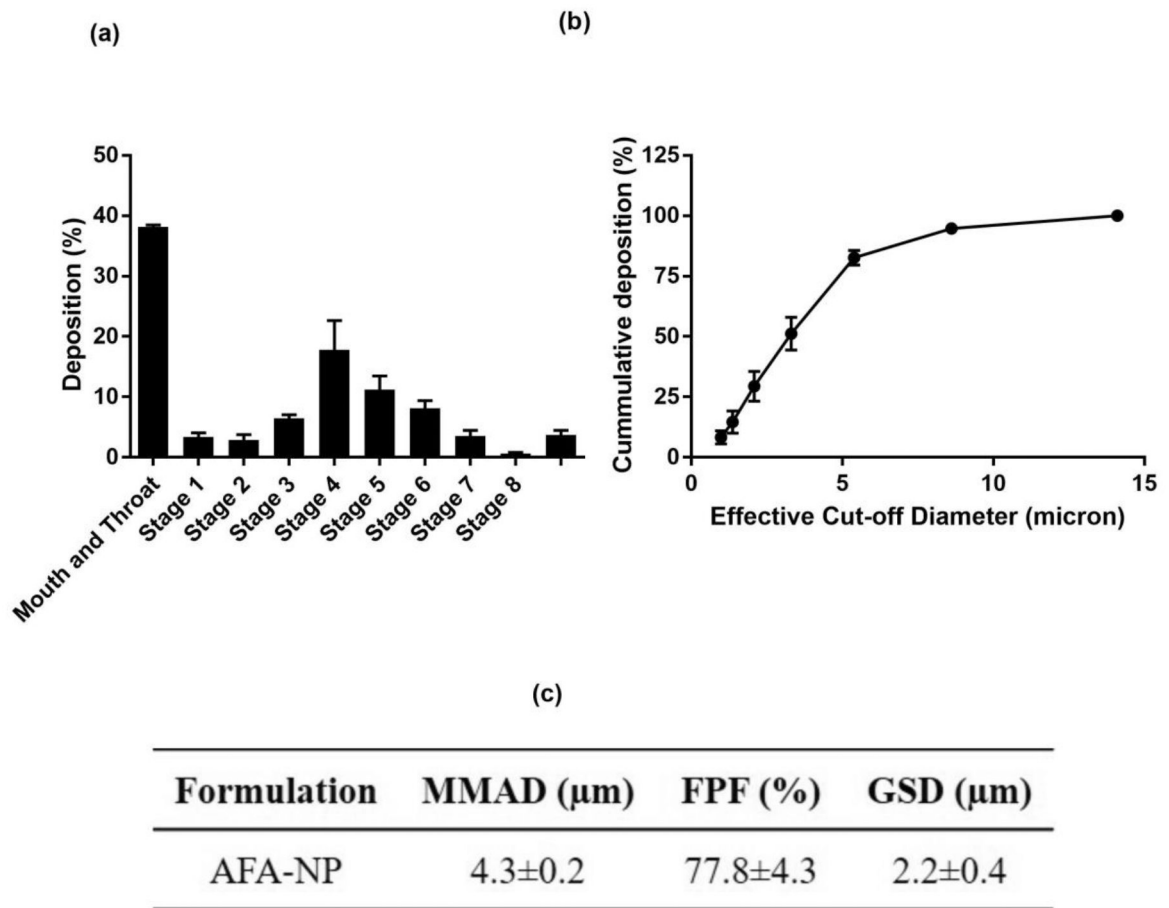 (a)
50
40
30
20
10
0
Deposition (%)
Mouth and Throat
Stage 1
Stage 2
Stage 3
Stage 4
Stage 5
Stage 6
Stage 7
Stage 8
(b)
125
100
75
50
25
0
Cummulative deposition (%)
0 5 10 15
Effective Cut-off Diameter (micron)
(c)
Formulation MMAD (μm) FPF (%) GSD (μm)
AFA-NP 4.3±0.2 77.8±4.3 2.2±0.4